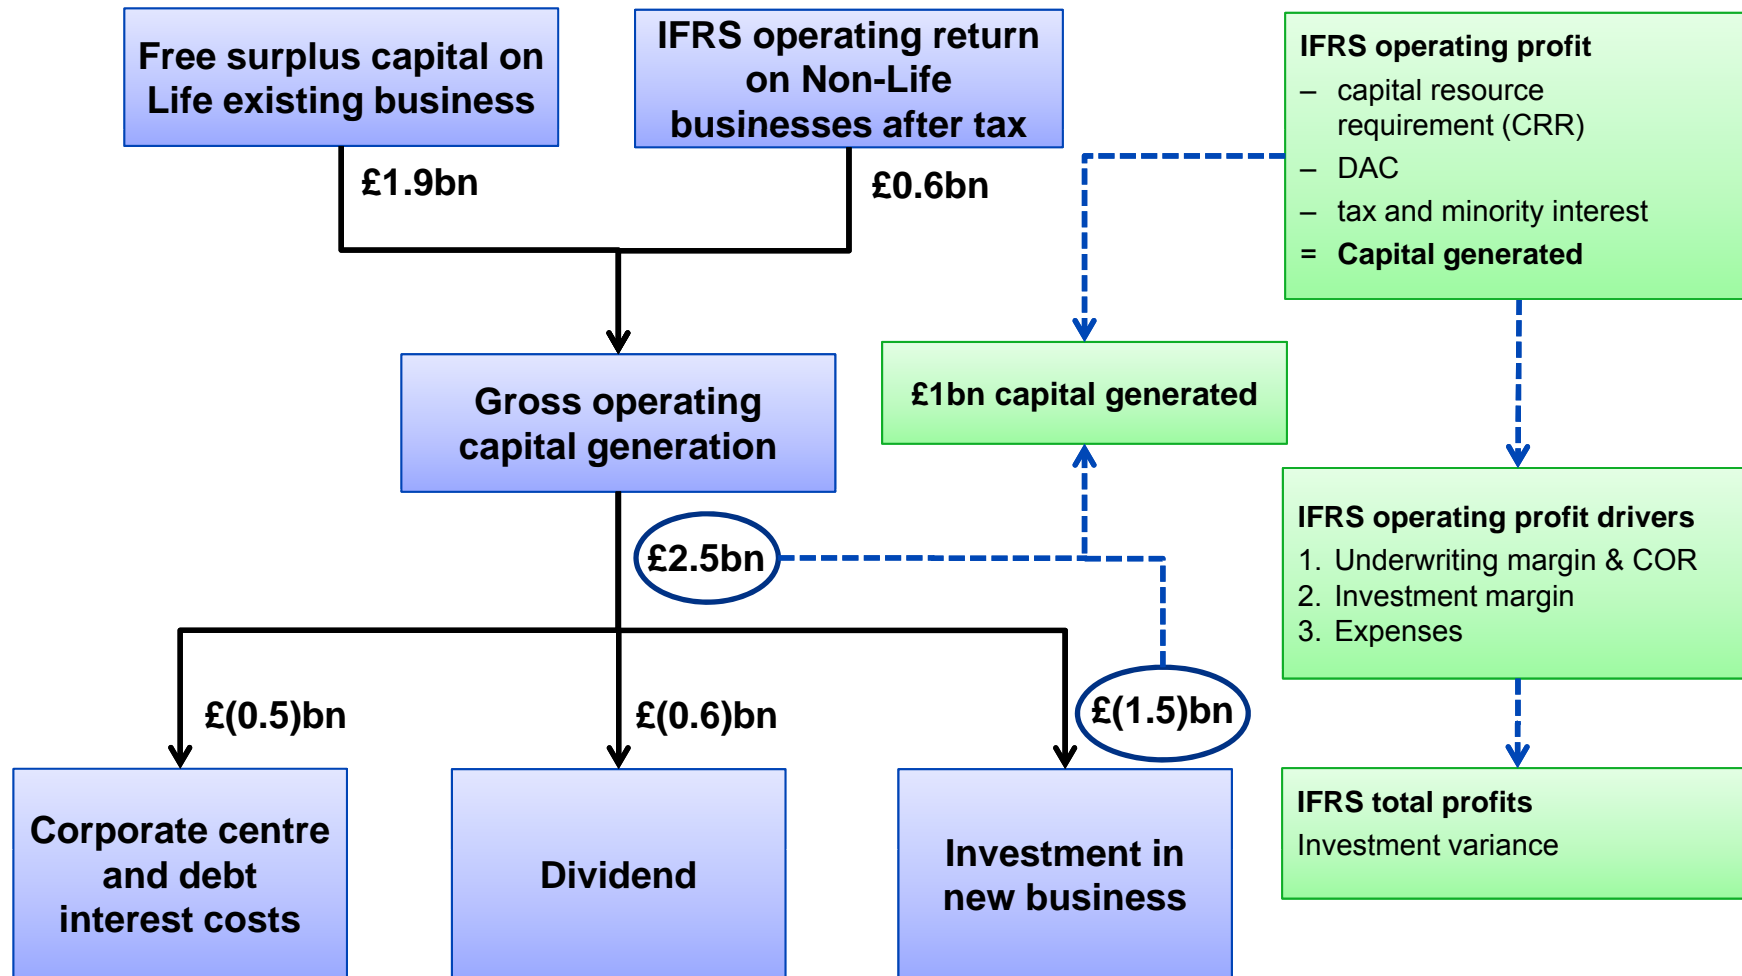 Free surplus capital on
Life existing business
IFRS operating return
on Non-Life
businesses after tax
IFRS operating profit
– capital resource
requirement (CRR)
– DAC
– tax and minority interest
= Capital generated
£1.9bn
£0.6bn
Gross operating
capital generation
£1bn capital generated
£2.5bn
IFRS operating profit drivers
1. Underwriting margin & COR
2. Investment margin
3. Expenses
£(0.5)bn
£(0.6)bn
£(1.5)bn
Corporate centre
and debt
interest costs
Dividend
Investment in
new business
IFRS total profits
Investment variance